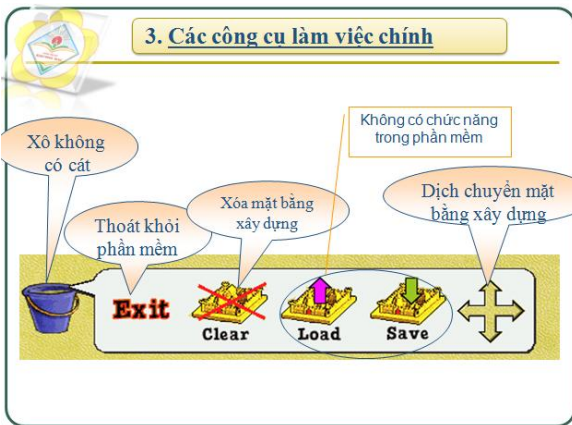 3. Các công cụ làm việc chính
Không có chức năng
trong phần mềm
Xô không
có cát
Thoát khỏi
phần mềm
Xóa mặt bằng
xây dựng
Dịch chuyển mặt
bằng xây dựng
Exit
Clear
Load
Save